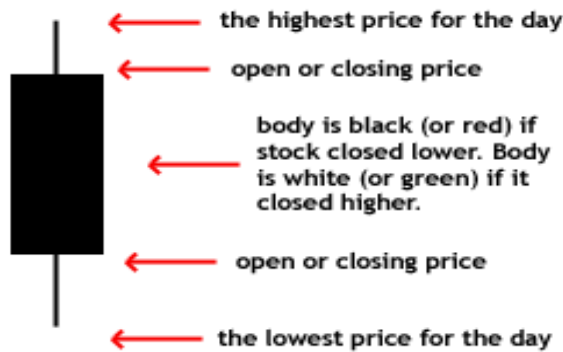 the highest price for the day
open or closing price
body is black (or red) if
stock closed lower. Body
is white (or green) if it
closed higher.
open or closing price
the lowest price for the day